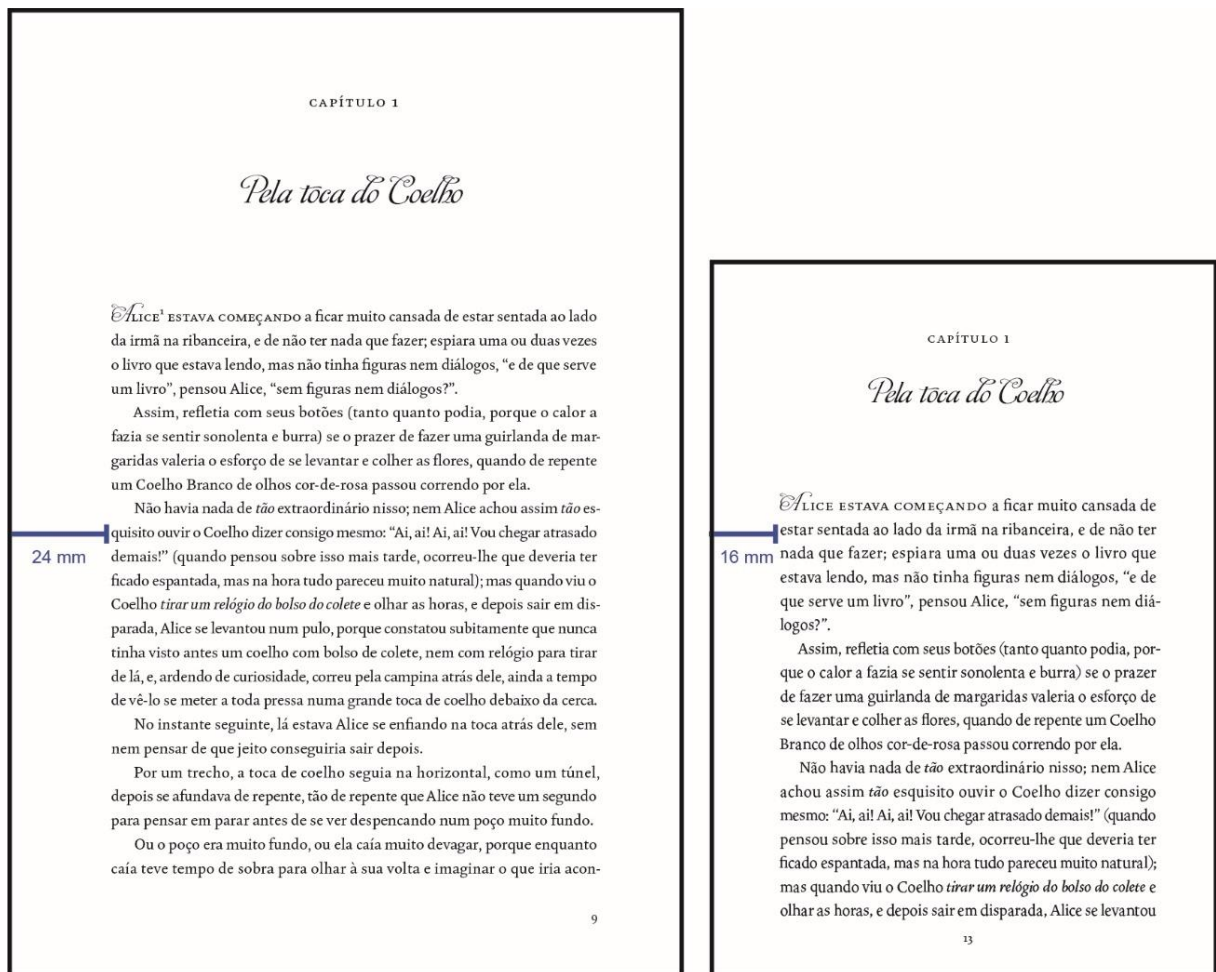 CAPÍTULO 1
Pela toca do Coelho
ALICE¹ ESTAVA COMEÇANDO a ficar muito cansada de estar sentada ao lado
da irmã na ribanceira, e de não ter nada que fazer; espiara uma ou duas vezes
o livro que estava lendo, mas não tinha figuras nem diálogos, “e de que serve
um livro”, pensou Alice, “sem figuras nem diálogos?”.
Assim, refletia com seus botões (tanto quanto podia, porque o calor a
fazia se sentir sonolenta e burra) se o prazer de fazer uma guirlanda de mar-
garidas valeria o esforço de se levantar e colher as flores, quando de repente
um Coelho Branco de olhos cor-de-rosa passou correndo por ela.
Não havia nada de tão extraordinário nisso; nem Alice achou assim tão es-
quisito ouvir o Coelho dizer consigo mesmo: “Ai, ai! Ai, ai! Vou chegar atrasado
demais!” (quando pensou sobre isso mais tarde, ocorreu-lhe que deveria ter
ficado espantada, mas na hora tudo pareceu muito natural); mas quando viu o
Coelho tirar um relógio do bolso do colete e olhar as horas, e depois sair em dis-
parada, Alice se levantou num pulo, porque constatou subitamente que nunca
tinha visto antes um coelho com bolso de colete, nem com relógio para tirar
de lá, e, ardendo de curiosidade, correu pela campina atrás dele, ainda a tempo
de vê-lo se meter a toda pressa numa grande toca de coelho debaixo da cerca.
No instante seguinte, lá estava Alice se enfiando na toca atrás dele, sem
nem pensar de que jeito conseguiria sair depois.
Por um trecho, a toca de coelho seguia na horizontal, como um túnel,
depois se afundava de repente, tão de repente que Alice não teve um segundo
para pensar em parar antes de se ver despencando num poço muito fundo.
Ou o poço era muito fundo, ou ela caía muito devagar, porque enquanto
caía teve tempo de sobra para olhar à sua volta e imaginar o que iria acon-
9
24 mm
CAPÍTULO 1
Pela toca do Coelho
ALICE ESTAVA COMEÇANDO a ficar muito cansada de
estar sentada ao lado da irmã na ribanceira, e de não ter
nada que fazer; espiara uma ou duas vezes o livro que
estava lendo, mas não tinha figuras nem diálogos, “e de
que serve um livro”, pensou Alice, “sem figuras nem diá-
logos?”.
Assim, refletia com seus botões (tanto quanto podia, por-
que o calor a fazia se sentir sonolenta e burra) se o prazer
de fazer uma guirlanda de margaridas valeria o esforço de
se levantar e colher as flores, quando de repente um Coelho
Branco de olhos cor-de-rosa passou correndo por ela.
Não havia nada de tão extraordinário nisso; nem Alice
achou assim tão esquisito ouvir o Coelho dizer consigo
mesmo: “Ai, ai! Ai, ai! Vou chegar atrasado demais!” (quando
pensou sobre isso mais tarde, ocorreu-lhe que deveria ter
ficado espantada, mas na hora tudo pareceu muito natural);
mas quando viu o Coelho tirar um relógio do bolso do colete e
olhar as horas, e depois sair em disparada, Alice se levantou
13
16 mm